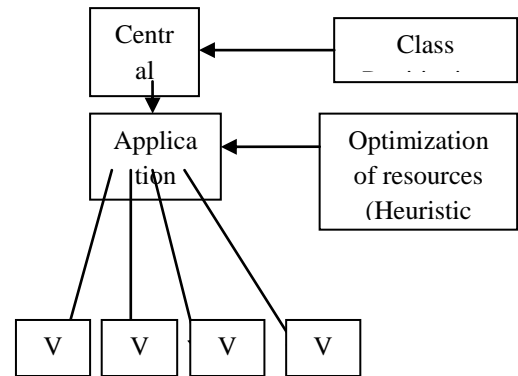 Centr
al
Class
Applica
tion
Optimization
of resources
(Heuristic
V
V
V
V